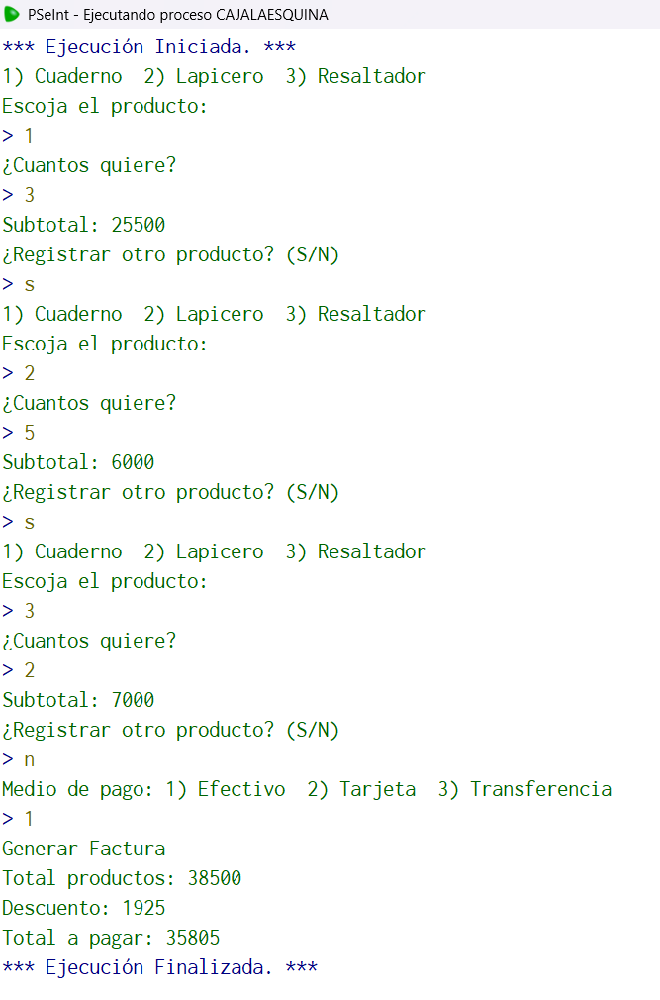 PSeInt - Ejecutando proceso CAJALAESQUINA
*** Ejecución Iniciada. ***
1) Cuaderno  2) Lapicero  3) Resaltador
Escoja el producto:
> 1
¿Cuantos quiere?
> 3
Subtotal: 25500
¿Registrar otro producto? (S/N)
> s
1) Cuaderno  2) Lapicero  3) Resaltador
Escoja el producto:
> 2
¿Cuantos quiere?
> 5
Subtotal: 6000
¿Registrar otro producto? (S/N)
> s
1) Cuaderno  2) Lapicero  3) Resaltador
Escoja el producto:
> 3
¿Cuantos quiere?
> 2
Subtotal: 7000
¿Registrar otro producto? (S/N)
> n
Medio de pago: 1) Efectivo  2) Tarjeta  3) Transferencia
> 1
Generar Factura
Total productos: 38500
Descuento: 1925
Total a pagar: 35805
*** Ejecución Finalizada. ***